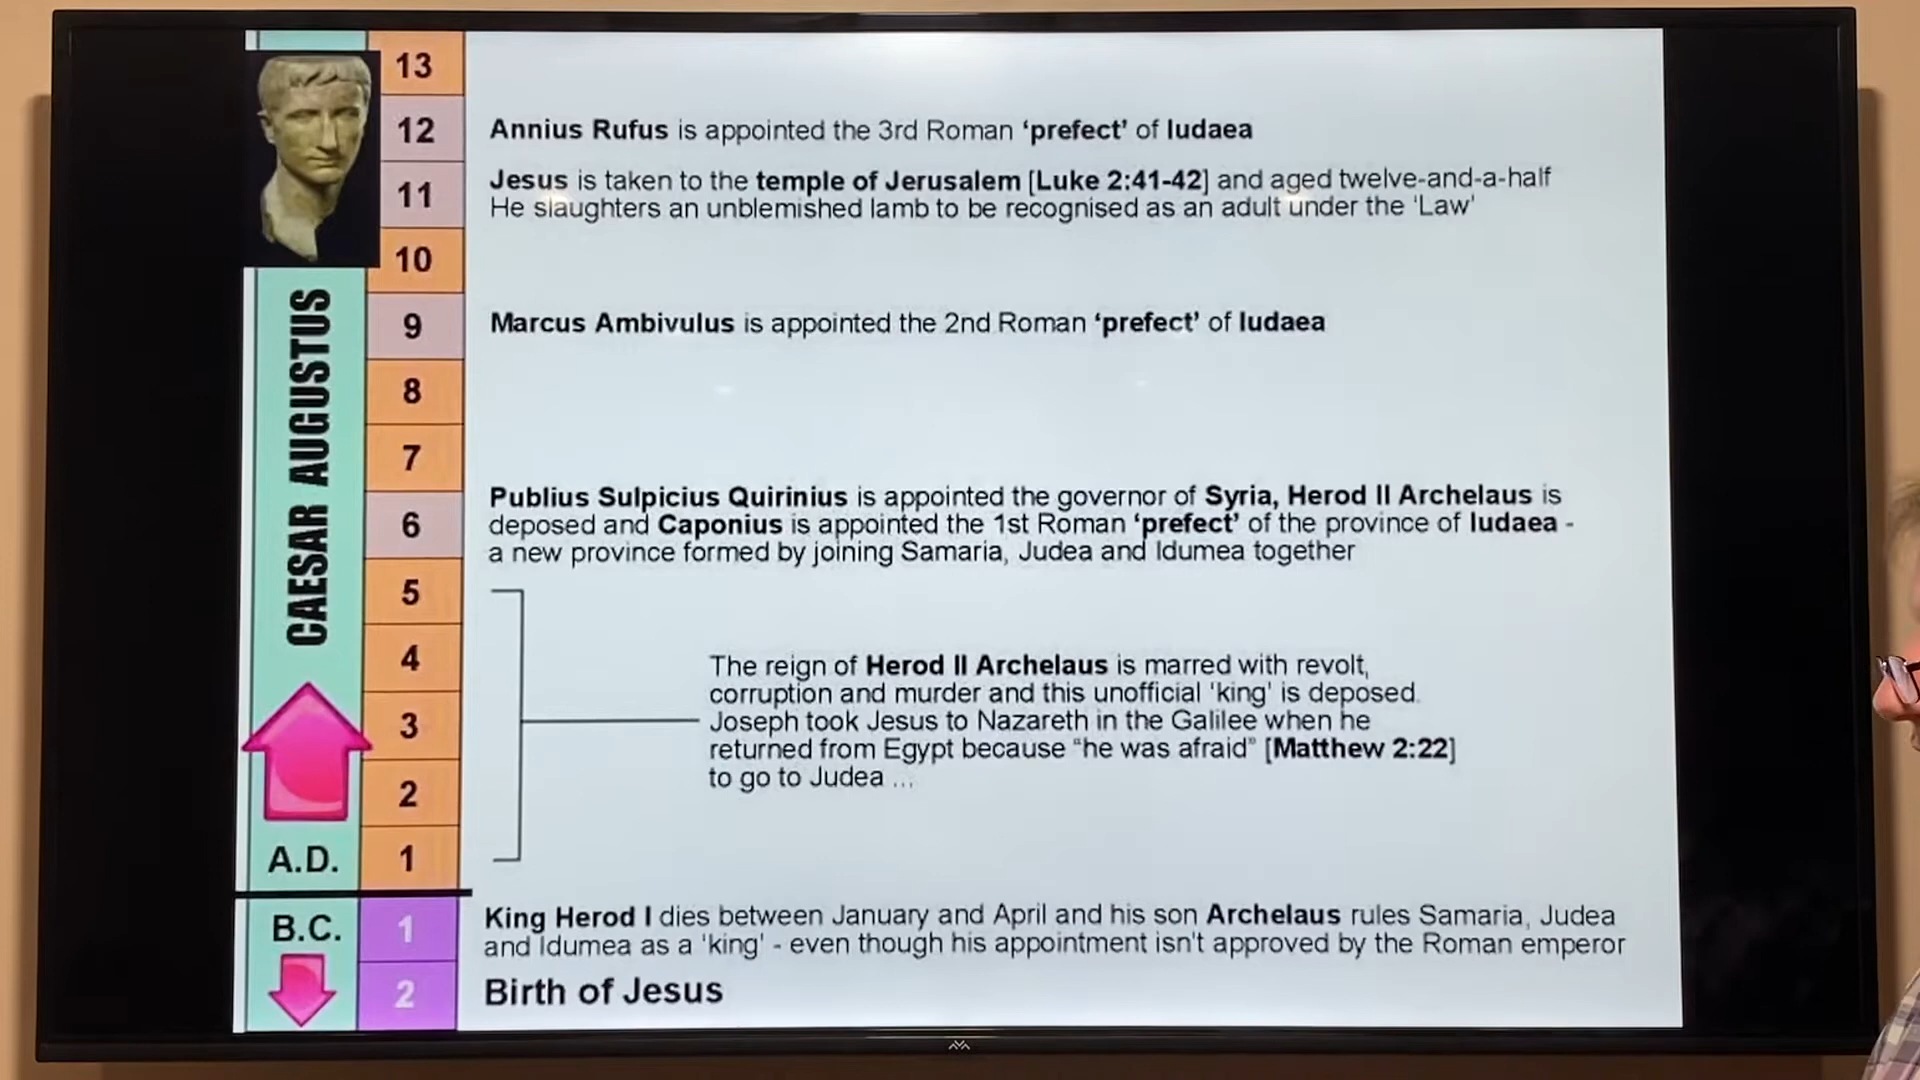 13
12
Annius Rufus is appointed the 3rd Roman ‘prefect’ of Iudaea
11
Jesus is taken to the temple of Jerusalem [Luke 2:41-42] and aged twelve-and-a-half
He slaughters an unblemished lamb to be recognised as an adult under the ‘Law’
10
9
Marcus Ambivulus is appointed the 2nd Roman ‘prefect’ of Iudaea
8
7
CAESAR AUGUSTUS
6
Publius Sulpicius Quirinius is appointed the governor of Syria, Herod II Archelaus is
deposed and Caponius is appointed the 1st Roman ‘prefect’ of the province of Iudaea -
a new province formed by joining Samaria, Judea and Idumea together
5
4
3
2
The reign of Herod II Archelaus is marred with revolt,
corruption and murder and this unofficial ‘king’ is deposed.
Joseph took Jesus to Nazareth in the Galilee when he
returned from Egypt because “he was afraid” [Matthew 2:22]
to go to Judea ...
A.D. 1
B.C. 1
King Herod I dies between January and April and his son Archelaus rules Samaria, Judea
and Idumea as a ‘king’ - even though his appointment isn't approved by the Roman emperor
2
Birth of Jesus